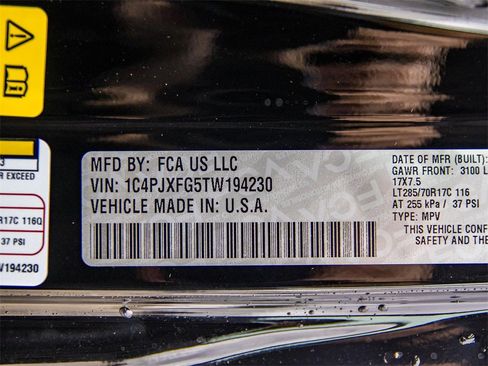 3
R EXCEED
R17C 116Q
37 PSI
W194230
MFD BY: FCA US LLC
VIN: 1C4PJXFG5TW194230
VEHICLE MADE IN: U.S.A.
DATE OF MFR (BUILT):
GAWR FRONT: 3100 L
17X7.5
LT285/70R17C 116
AT 255 kPa / 37 PSI
TYPE: MPV
THIS VEHICLE CONF
SAFETY AND THE